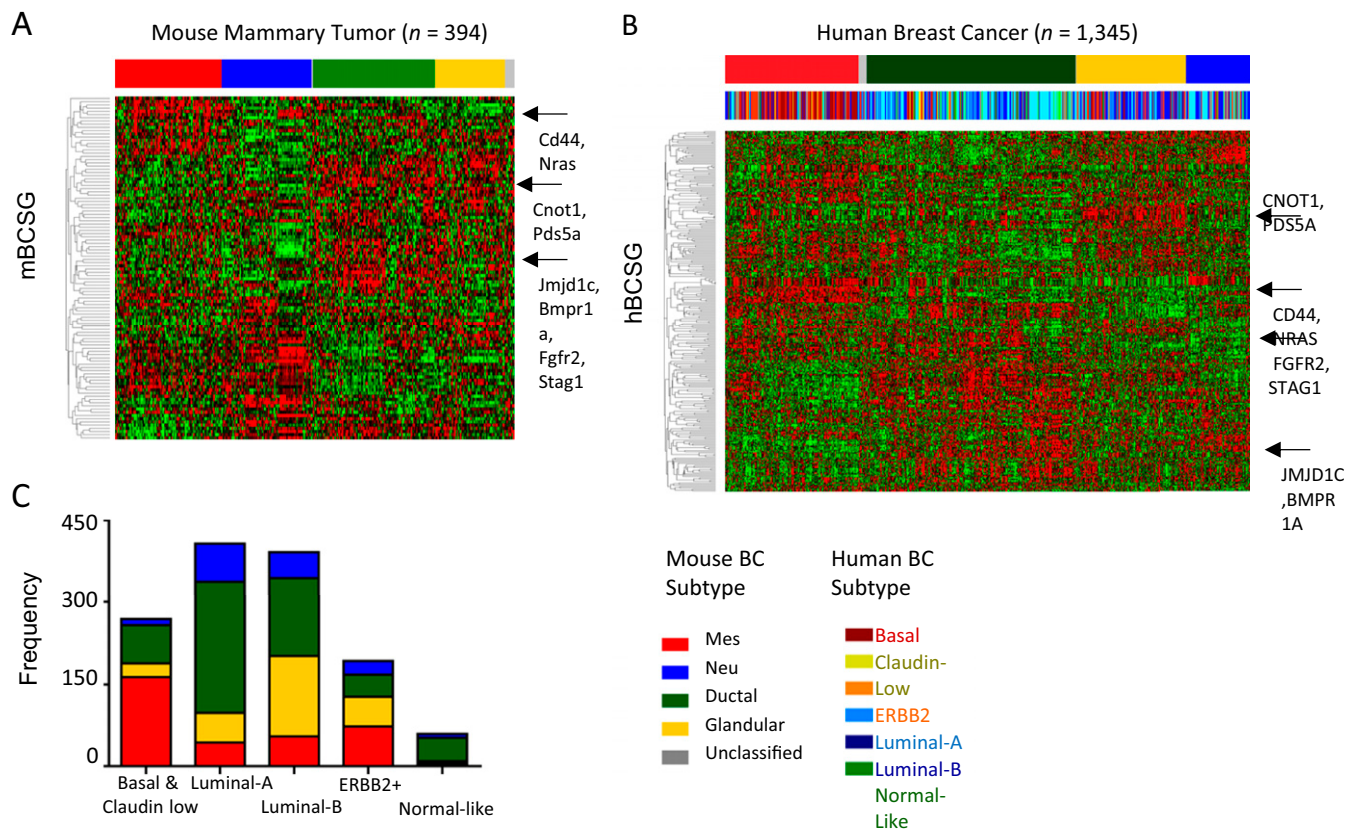 A
Mouse Mammary Tumor (n = 394)
mBCSG
Cd44,
Nras
Cnot1,
Pds5a
Jmjd1c,
Bmpr1
a,
Fgfr2,
Stag1
B
Human Breast Cancer (n = 1,345)
hBCSG
CNOT1,
PDS5A
CD44,
NRAS
FGFR2,
STAG1
JMJD1C
,BMPR
1A
C
Frequency
450
300
150
0
Basal &
Claudin low
Luminal-A
Luminal-B
ERBB2+
Normal-like
Mouse BC
Subtype
Mes
Neu
Ductal
Glandular
Unclassified
Human BC
Subtype
Basal
Claudin-
Low
ERBB2
Luminal-A
Luminal-B
Normal-
Like